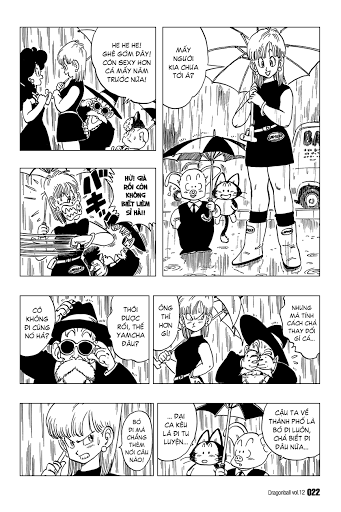 MẤY
NGƯỜI
KIA CHƯA
TỚI À?
HE HE HE!
GHÊ GỚM ĐẤY!
CÒN SEXY HƠN
CẢ MẤY NĂM
TRƯỚC NỮA!
HỨ! GIÀ
RỒI CÒN
KHÔNG
BIẾT LIÊM
SỈ HẢ!!
NHƯNG
MÀ TÍNH
CÁCH CHẢ
THAY ĐỔI
GÌ CẢ...
ÔNG
THÌ HƠN
GÌ!
THÔI
ĐƯỢC
RỒI, THẾ
YAMCHA
ĐÂU?
CÔ
KHÔNG
ĐI CÙNG
NÓ HẢ?
CẬU TA VỀ
THÀNH PHỐ LÀ
BỎ ĐI LUÔN,
CHẢ BIẾT ĐI
ĐÂU NỮA...
... ĐẠI CA
KÊU LÀ
ĐI TU
LUYỆN...
BỎ
ĐI MÀ
CHẲNG
THÈM
NÓI CÂU
NÀO!
Dragonball vol.12 022